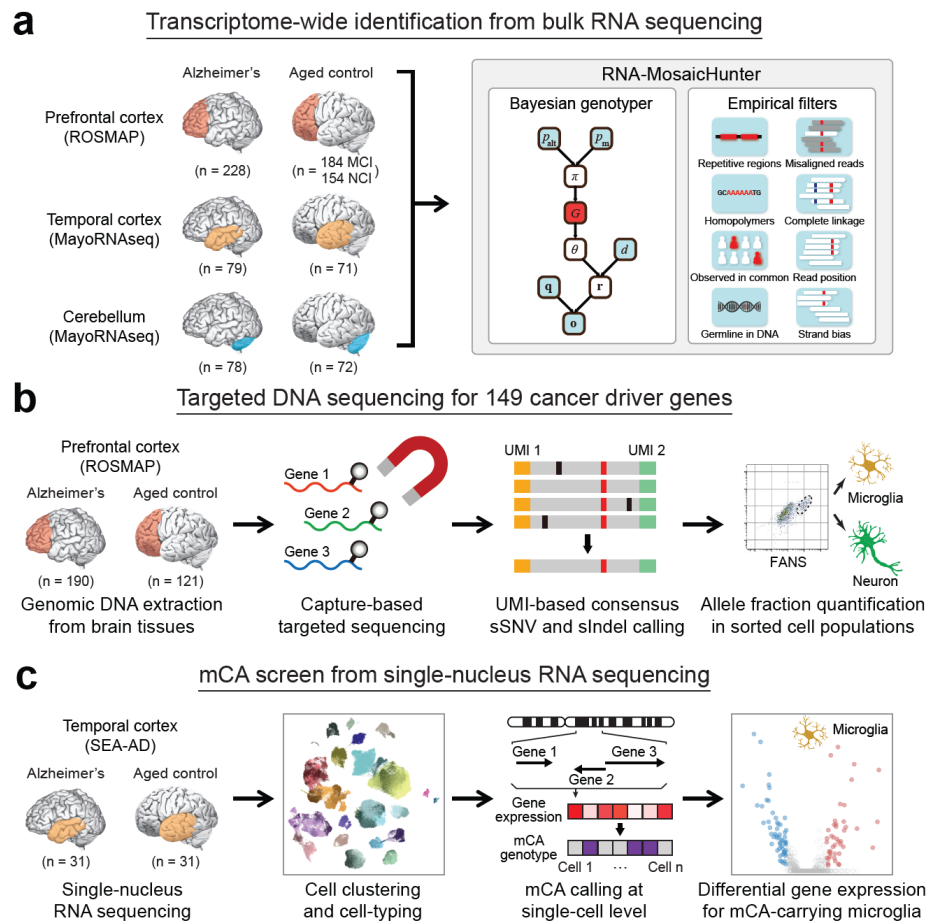 a
Transcriptome-wide identification from bulk RNA sequencing
Alzheimer's
Aged control
Prefrontal cortex
(ROSMAP)
(n = 228)
(n = 184 MCI
154 NCI)
Temporal cortex
(MayoRNAseq)
(n = 79)
(n = 71)
Cerebellum
(MayoRNAseq)
(n = 78)
(n = 72)
RNA-MosaicHunter
Bayesian genotyper
p_alt
p_m
π
G
θ
d
q
r
o
Empirical filters
Repetitive regions
Misaligned reads
GCAAAAAATG
Homopolymers
Complete linkage
Observed in common
Read position
Germline in DNA
Strand bias
b
Targeted DNA sequencing for 149 cancer driver genes
Prefrontal cortex
(ROSMAP)
Alzheimer's
Aged control
(n = 190)
(n = 121)
Genomic DNA extraction
from brain tissues
Gene 1
Gene 2
Gene 3
Capture-based
targeted sequencing
UMI 1
UMI 2
UMI-based consensus
sSNV and sIndel calling
FANS
Microglia
Neuron
Allele fraction quantification
in sorted cell populations
c
mCA screen from single-nucleus RNA sequencing
Temporal cortex
(SEA-AD)
Alzheimer's
Aged control
(n = 31)
(n = 31)
Single-nucleus
RNA sequencing
Cell clustering
and cell-typing
Gene 1
Gene 3
Gene 2
Gene
expression
mCA
genotype
Cell 1 ... Cell n
mCA calling at
single-cell level
Microglia
Differential gene expression
for mCA-carrying microglia